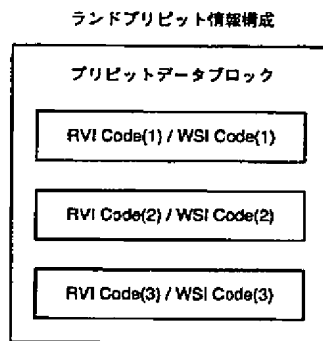 ランドプリピット情報構成
プリピットデータブロック
RVI Code(1) / WSI Code(1)
RVI Code(2) / WSI Code(2)
RVI Code(3) / WSI Code(3)